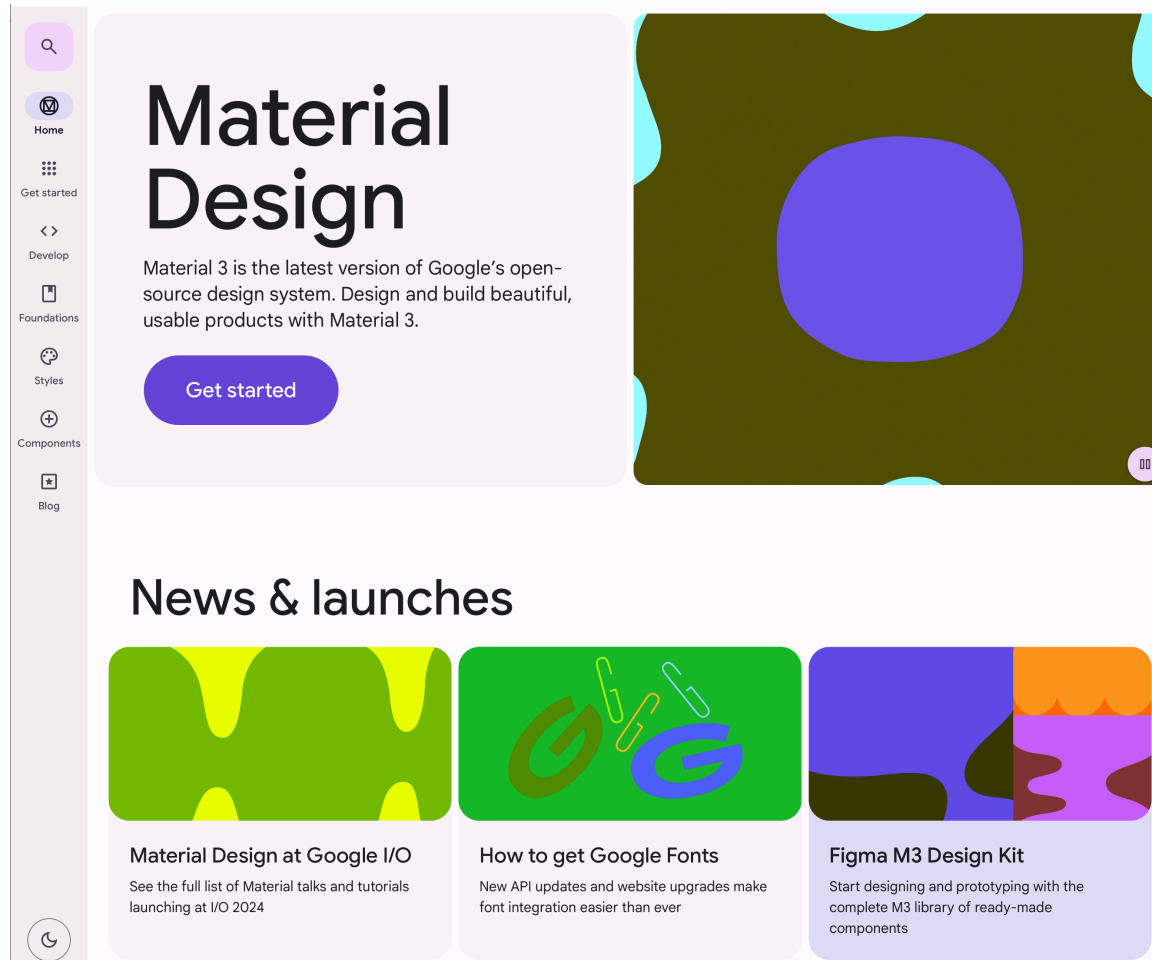 Home
Get started
Develop
Foundations
Styles
Components
Blog
Material
Design
Material 3 is the latest version of Google’s open-
source design system. Design and build beautiful,
usable products with Material 3.
Get started
News & launches
Material Design at Google I/O
See the full list of Material talks and tutorials
launching at I/O 2024
How to get Google Fonts
New API updates and website upgrades make
font integration easier than ever
Figma M3 Design Kit
Start designing and prototyping with the
complete M3 library of ready-made
components